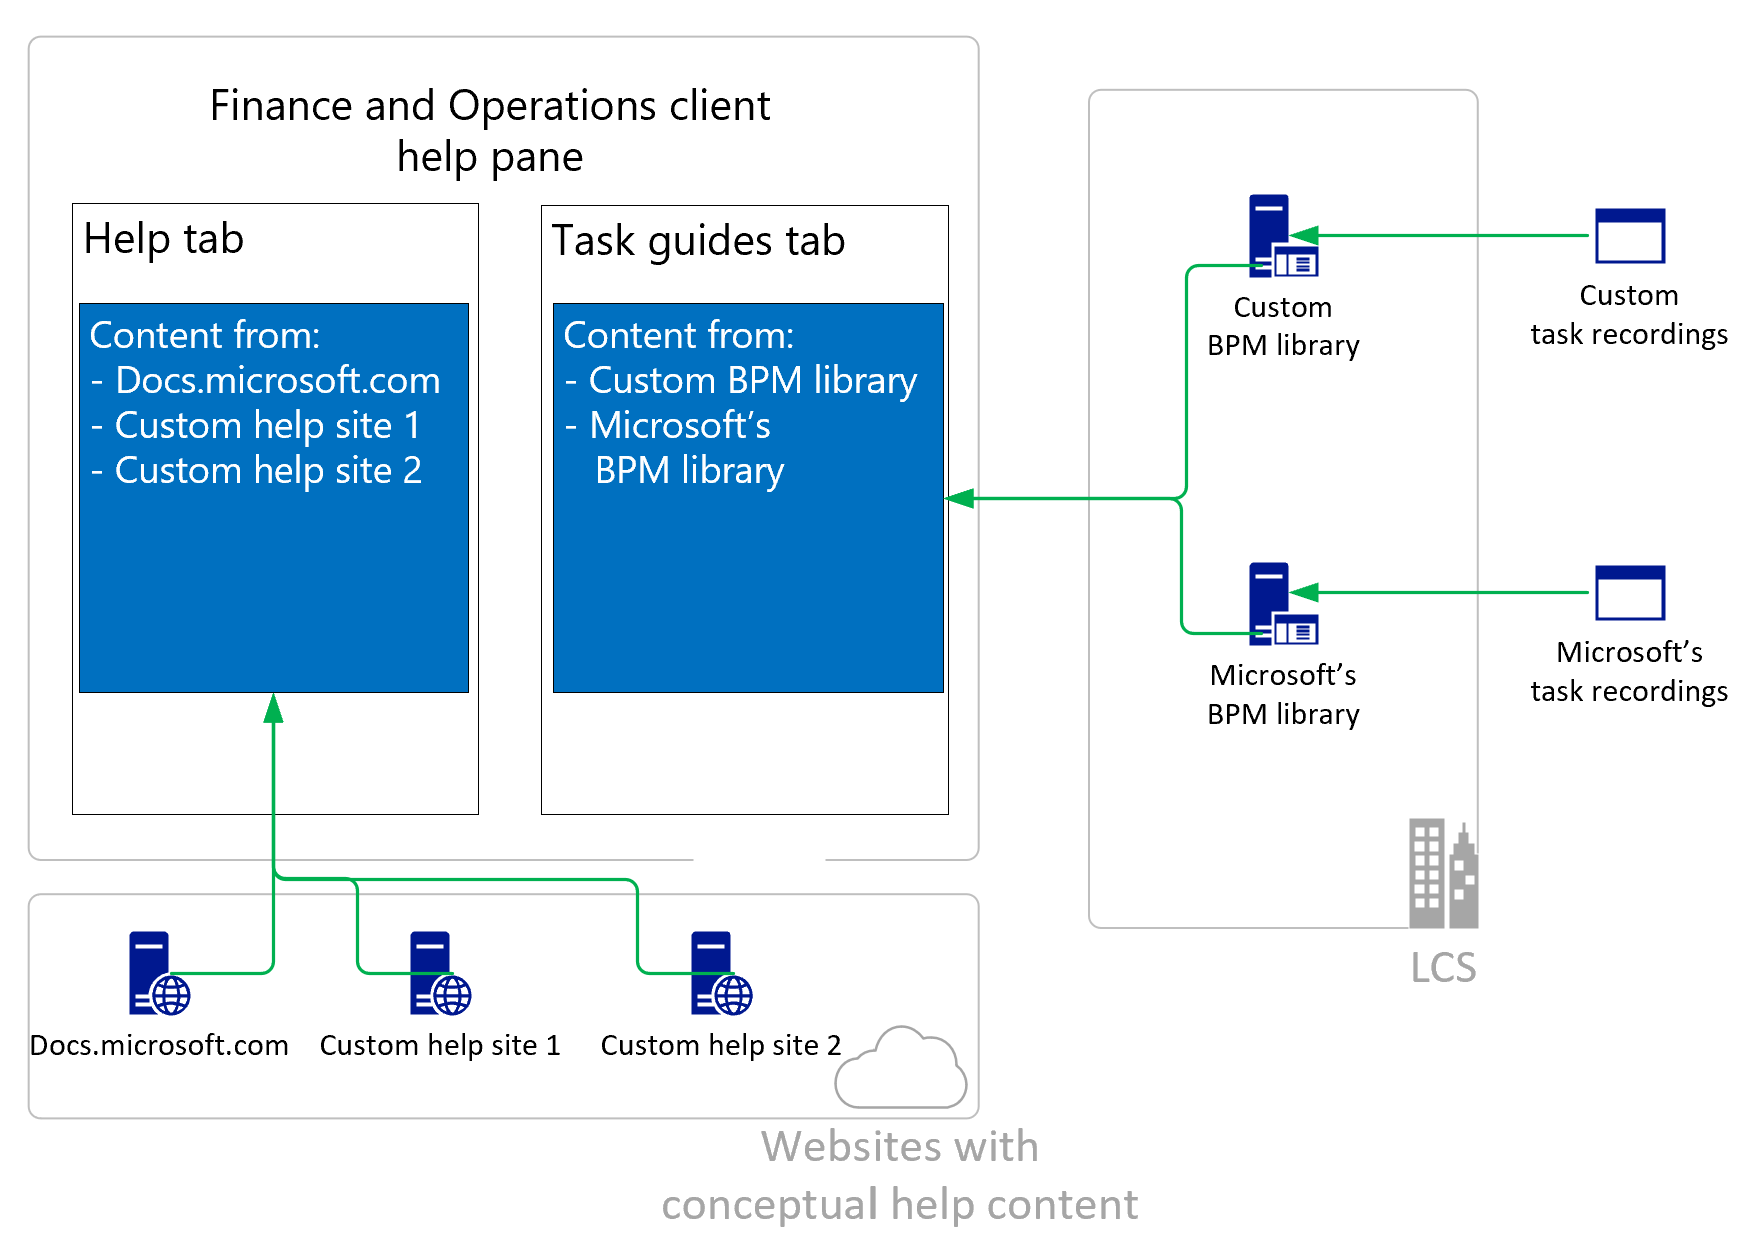 Finance and Operations client
help pane
Help tab
Content from:
- Docs.microsoft.com
- Custom help site 1
- Custom help site 2
Task guides tab
Content from:
- Custom BPM library
- Microsoft’s
BPM library
Custom
BPM library
Custom
task recordings
Microsoft’s
BPM library
Microsoft’s
task recordings
LCS
Docs.microsoft.com
Custom help site 1
Custom help site 2
Websites with
conceptual help content